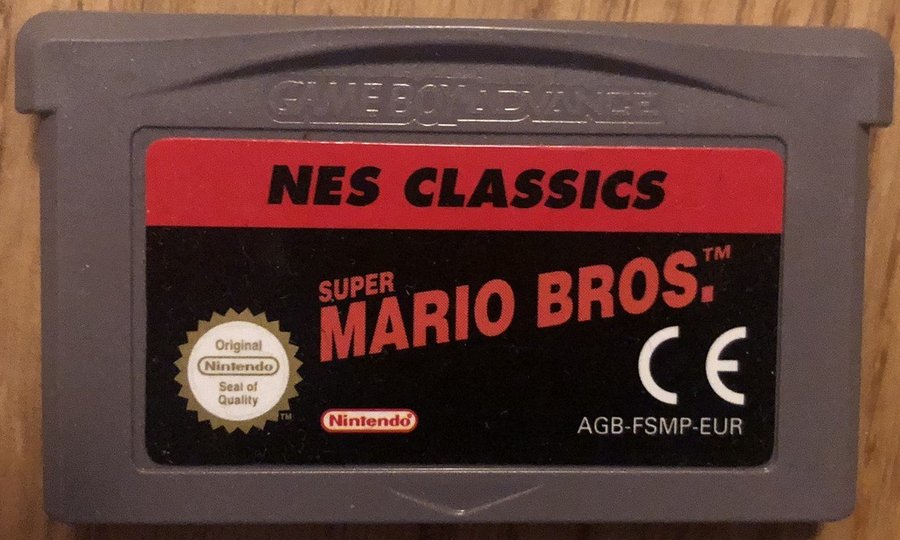 GAME BOY ADVANCE
NES CLASSICS
SUPER
MARIO BROS.™
Original
Nintendo
Seal of
Quality
TM
Nintendo®
CE
AGB-FSMP-EUR